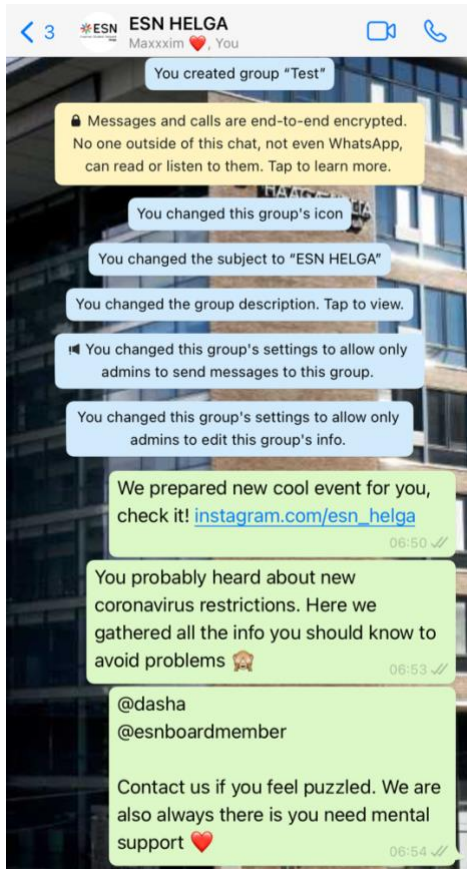 3
ESN
ESN HELGA
Maxxxim ❤️, You
You created group “Test”
🔒 Messages and calls are end-to-end encrypted.
No one outside of this chat, not even WhatsApp,
can read or listen to them. Tap to learn more.
You changed this group's icon
You changed the subject to “ESN HELGA”
You changed the group description. Tap to view.
You changed this group's settings to allow only
admins to send messages to this group.
You changed this group's settings to allow only
admins to edit this group's info.
We prepared new cool event for you,
check it! instagram.com/esn_helga
06:50
You probably heard about new
coronavirus restrictions. Here we
gathered all the info you should know to
avoid problems 🙈
06:53
@dasha
@esnboardmember
Contact us if you feel puzzled. We are
also always there is you need mental
support ❤️
06:54